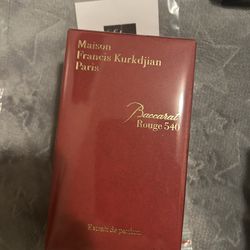 Maison
Francis Kurkdjian
Paris
Baccarat
Rouge 540
Extrait de parfum